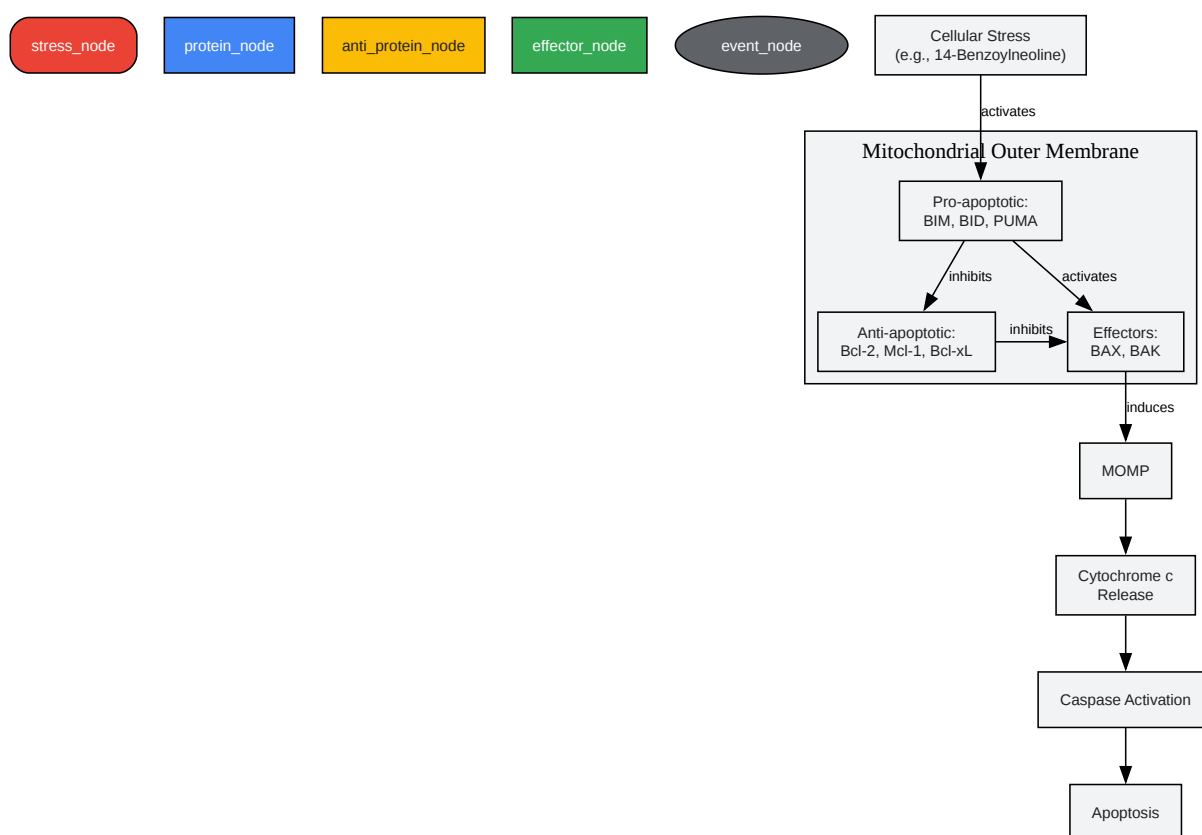 stress_node
protein_node
anti_protein_node
effector_node
event_node
Cellular Stress
(e.g., 14-Benzoylneoline)
activates
Mitochondrial Outer Membrane
Pro-apoptotic:
BIM, BID, PUMA
inhibits
activates
Anti-apoptotic:
Bcl-2, Mcl-1, Bcl-xL
inhibits
Effectors:
BAX, BAK
induces
MOMP
Cytochrome c
Release
Caspase Activation
Apoptosis